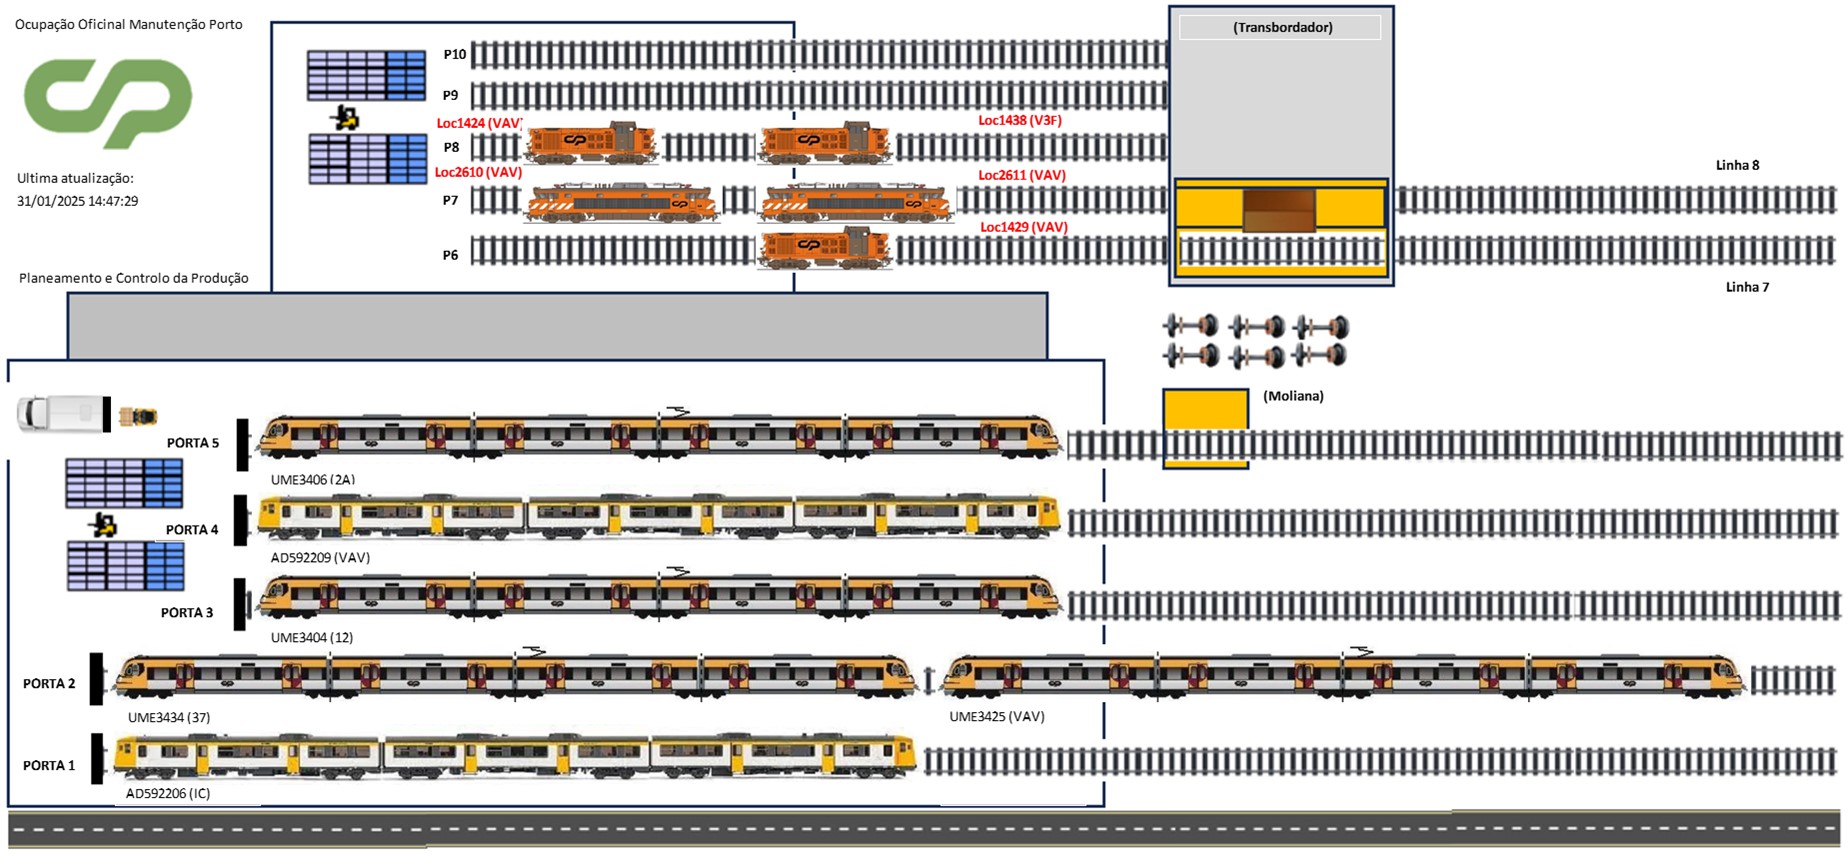 Ocupação Oficinal Manutenção Porto
(Transbordador)
P10
P9
Loc1424 (VAV)
Loc1438 (V3F)
P8
Loc2610 (VAV)
Loc2611 (VAV)
Linha 8
Ultima atualização:
31/01/2025 14:47:29
P7
Loc1429 (VAV)
P6
Planeamento e Controlo da Produção
Linha 7
(Moliana)
PORTA 5
UME3406 (2A)
PORTA 4
AD592209 (VAV)
PORTA 3
UME3404 (12)
PORTA 2
UME3434 (37)
UME3425 (VAV)
PORTA 1
AD592206 (IC)